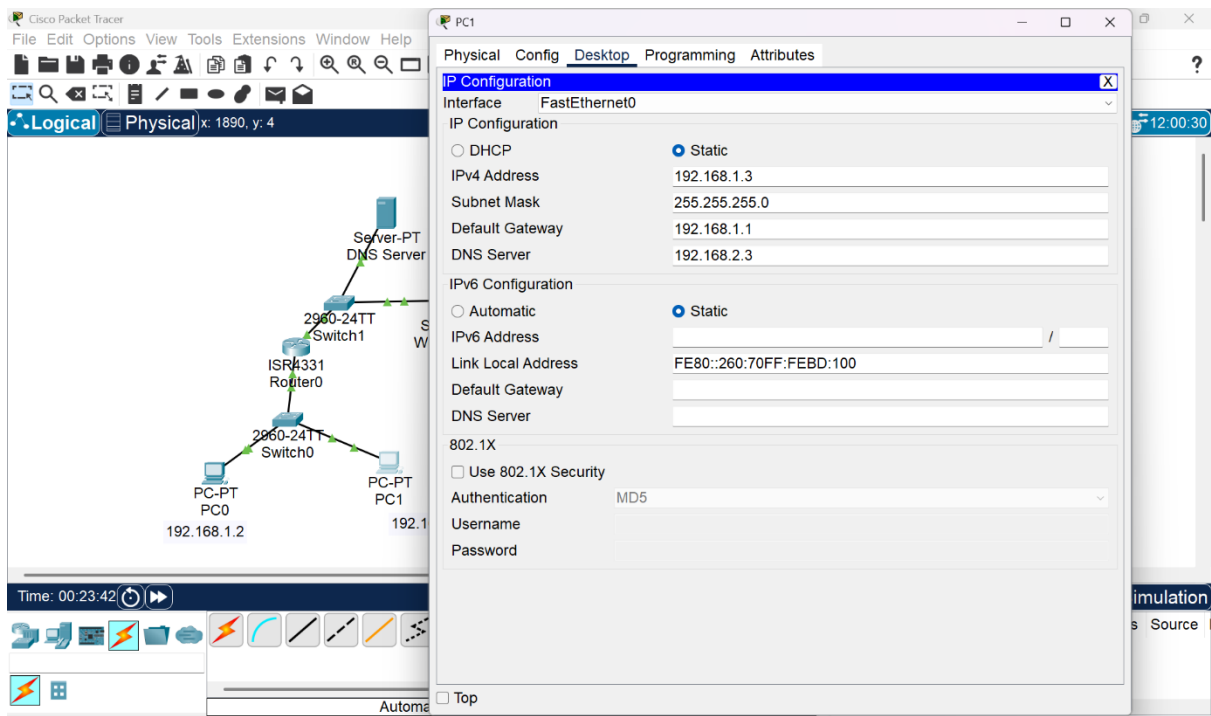 Cisco Packet Tracer
File Edit Options View Tools Extensions Window Help
Logical Physical x: 1890, y: 4
Server-PT
DNS Server
2960-24TT
Switch1
S
W
ISR4331
Router0
2960-24TT
Switch0
PC-PT
PC0
192.168.1.2
PC-PT
PC1
192.1
Time: 00:23:42
Automa
PC1
Physical Config Desktop Programming Attributes
IP Configuration X
Interface FastEthernet0
IP Configuration
DHCP Static
IPv4 Address 192.168.1.3
Subnet Mask 255.255.255.0
Default Gateway 192.168.1.1
DNS Server 192.168.2.3
IPv6 Configuration
Automatic Static
IPv6 Address /
Link Local Address FE80::260:70FF:FEBD:100
Default Gateway
DNS Server
802.1X
Use 802.1X Security
Authentication MD5
Username
Password
Top
?
12:00:30
imulation
s Source